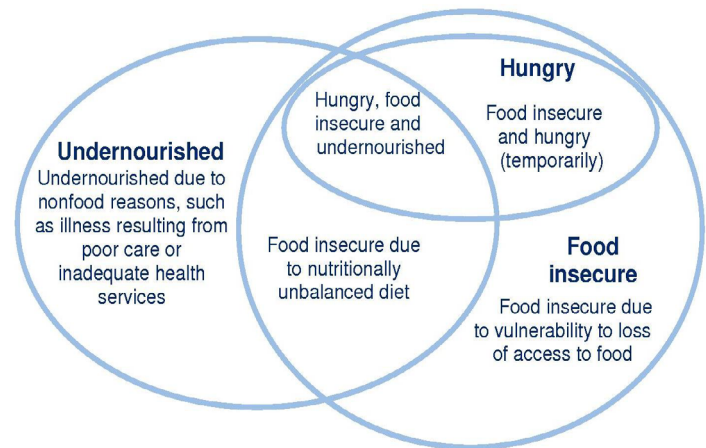 Undernourished
Undernourished due to
nonfood reasons, such
as illness resulting from
poor care or
inadequate health
services
Hungry, food
insecure and
undernourished
Food insecure due
to nutritionally
unbalanced diet
Hungry
Food insecure
and hungry
(temporarily)
Food
insecure
Food insecure due
to vulnerability to loss
of access to food